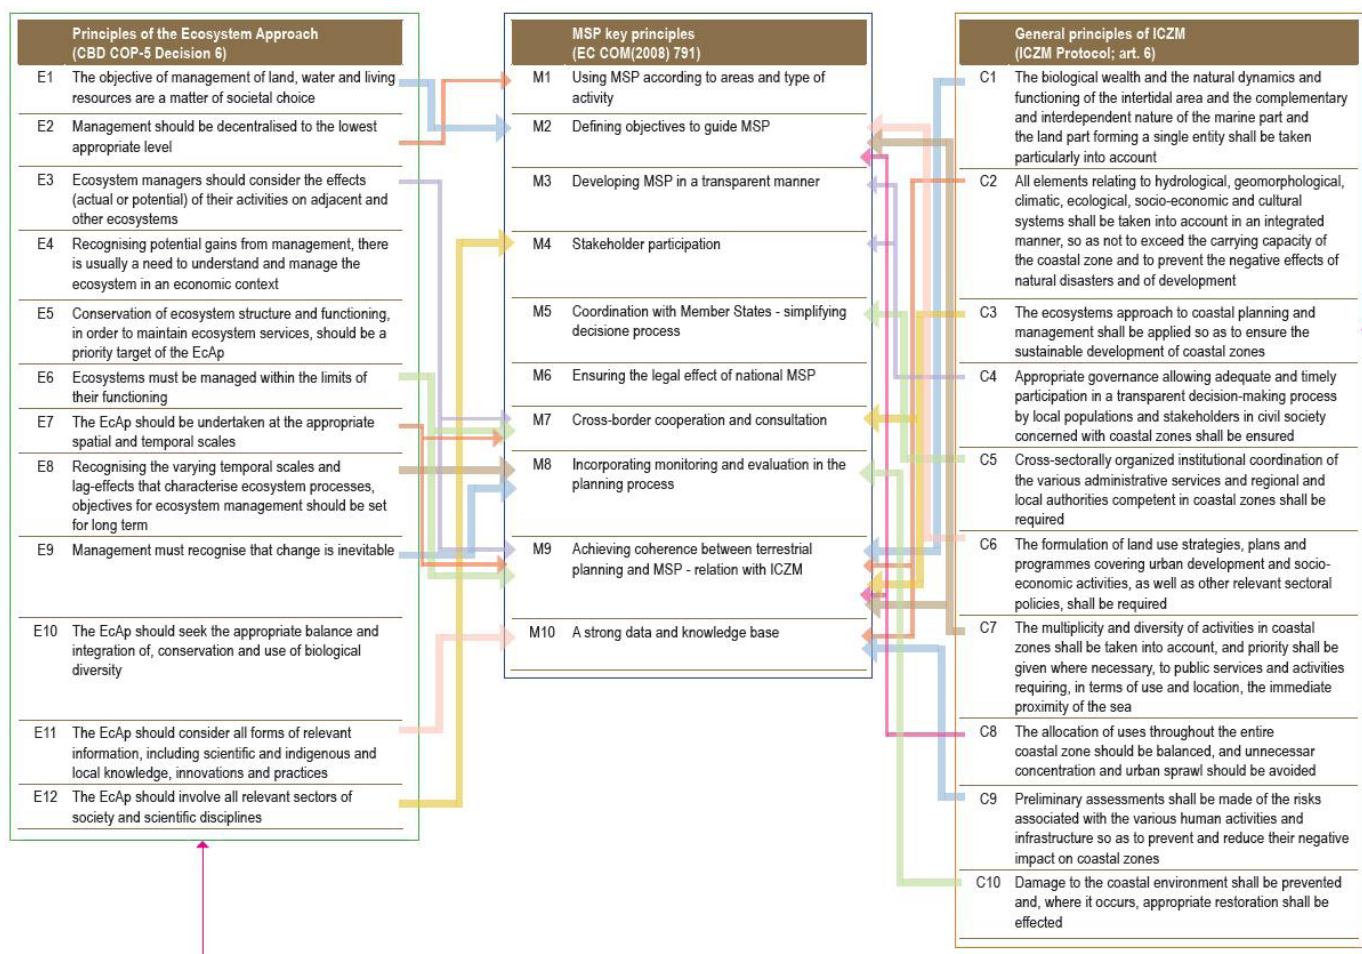 Principles of the Ecosystem Approach
(CBD COP-5 Decision 6)
E1 The objective of management of land, water and living
resources are a matter of societal choice
E2 Management should be decentralised to the lowest
appropriate level
E3 Ecosystem managers should consider the effects
(actual or potential) of their activities on adjacent and
other ecosystems
E4 Recognising potential gains from management, there
is usually a need to understand and manage the
ecosystem in an economic context
E5 Conservation of ecosystem structure and functioning,
in order to maintain ecosystem services, should be a
priority target of the EcAp
E6 Ecosystems must be managed within the limits of
their functioning
E7 The EcAp should be undertaken at the appropriate
spatial and temporal scales
E8 Recognising the varying temporal scales and
lag-effects that characterise ecosystem processes,
objectives for ecosystem management should be set
for long term
E9 Management must recognise that change is inevitable
E10 The EcAp should seek the appropriate balance and
integration of, conservation and use of biological
diversity
E11 The EcAp should consider all forms of relevant
information, including scientific and indigenous and
local knowledge, innovations and practices
E12 The EcAp should involve all relevant sectors of
society and scientific disciplines
MSP key principles
(EC COM(2008) 791)
M1 Using MSP according to areas and type of
activity
M2 Defining objectives to guide MSP
M3 Developing MSP in a transparent manner
M4 Stakeholder participation
M5 Coordination with Member States - simplifying
decisione process
M6 Ensuring the legal effect of national MSP
M7 Cross-border cooperation and consultation
M8 Incorporating monitoring and evaluation in the
planning process
M9 Achieving coherence between terrestrial
planning and MSP - relation with ICZM
M10 A strong data and knowledge base
General principles of ICZM
(ICZM Protocol; art. 6)
C1 The biological wealth and the natural dynamics and
functioning of the intertidal area and the complementary
and interdependent nature of the marine part and
the land part forming a single entity shall be taken
particularly into account
C2 All elements relating to hydrological, geomorphological,
climatic, ecological, socio-economic and cultural
systems shall be taken into account in an integrated
manner, so as not to exceed the carrying capacity of
the coastal zone and to prevent the negative effects of
natural disasters and of development
C3 The ecosystems approach to coastal planning and
management shall be applied so as to ensure the
sustainable development of coastal zones
C4 Appropriate governance allowing adequate and timely
participation in a transparent decision-making process
by local populations and stakeholders in civil society
concerned with coastal zones shall be ensured
C5 Cross-sectorally organized institutional coordination of
the various administrative services and regional and
local authorities competent in coastal zones shall be
required
C6 The formulation of land use strategies, plans and
programmes covering urban development and socio-
economic activities, as well as other relevant sectoral
policies, shall be required
C7 The multiplicity and diversity of activities in coastal
zones shall be taken into account, and priority shall be
given where necessary, to public services and activities
requiring, in terms of use and location, the immediate
proximity of the sea
C8 The allocation of uses throughout the entire
coastal zone should be balanced, and unnecessar
concentration and urban sprawl should be avoided
C9 Preliminary assessments shall be made of the risks
associated with the various human activities and
infrastructure so as to prevent and reduce their negative
impact on coastal zones
C10 Damage to the coastal environment shall be prevented
and, where it occurs, appropriate restoration shall be
effected